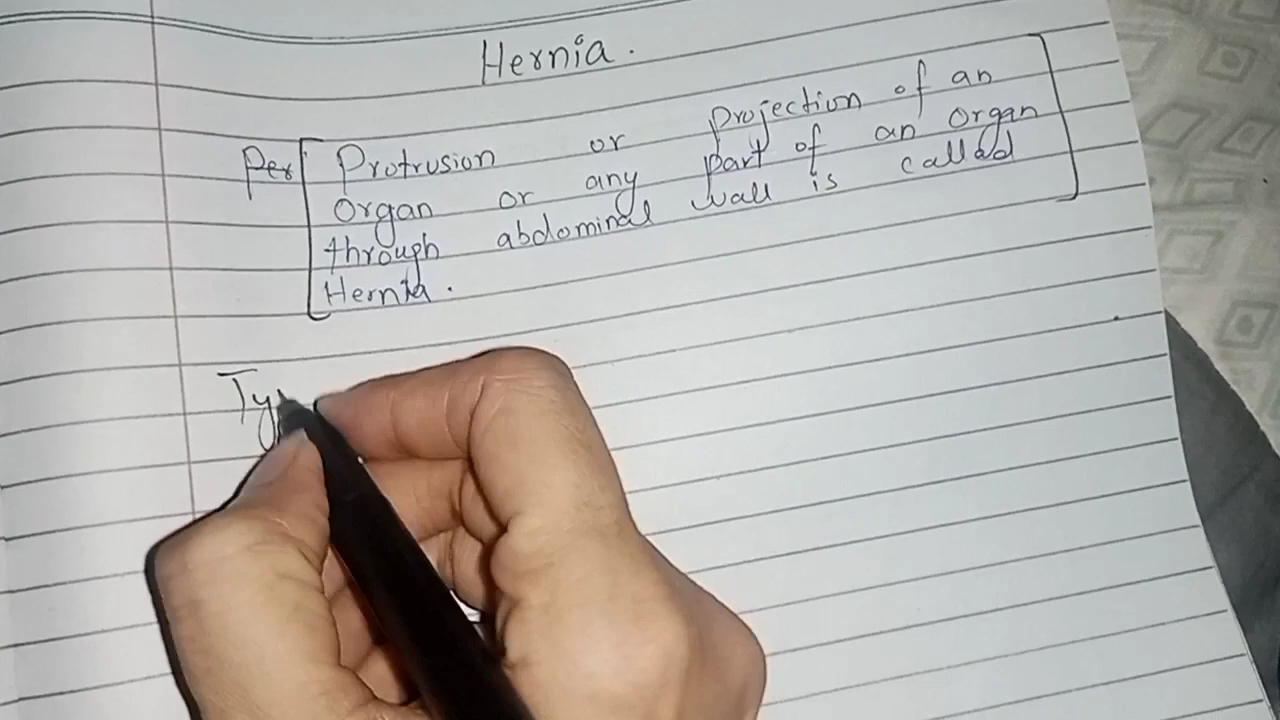 Hernia.
Per Protrusion or projection of an
Organ or any part of an organ
through abdominal wall is called
Hernia.
Ty